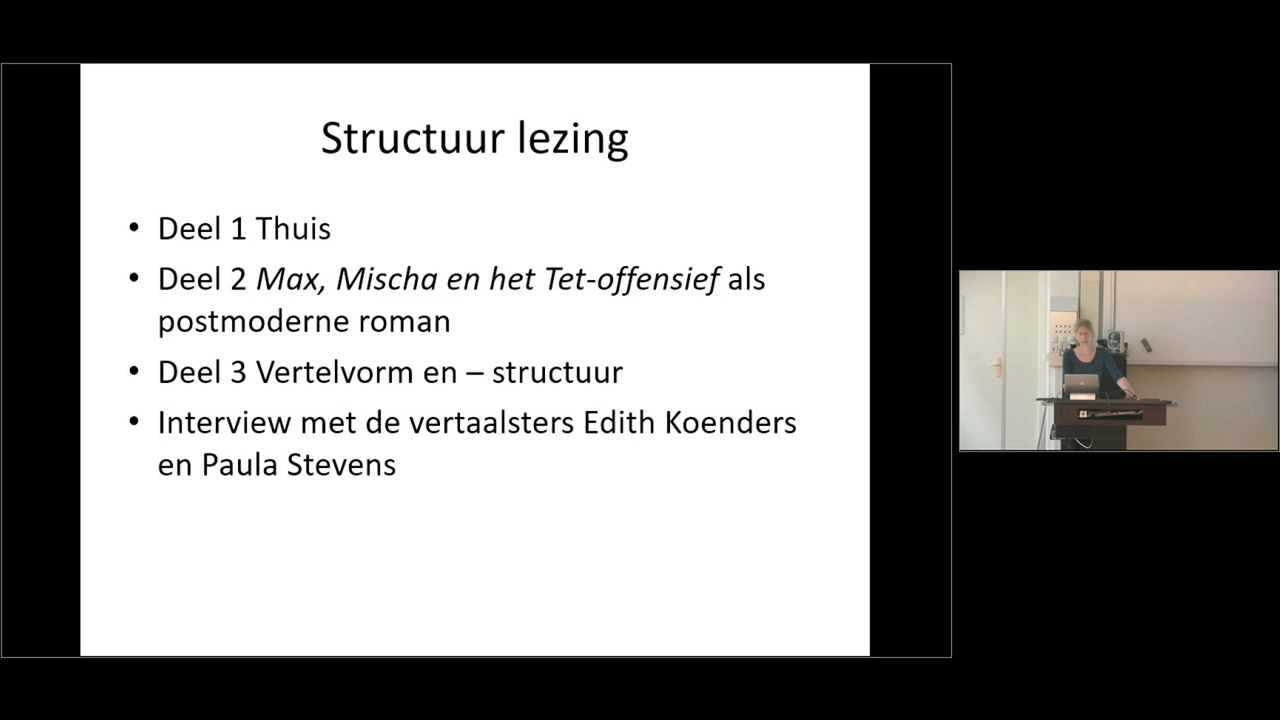 Structuur lezing
• Deel 1 Thuis
• Deel 2 Max, Mischa en het Tet-offensief als
postmoderne roman
• Deel 3 Vertelvorm en – structuur
• Interview met de vertaalsters Edith Koenders
en Paula Stevens